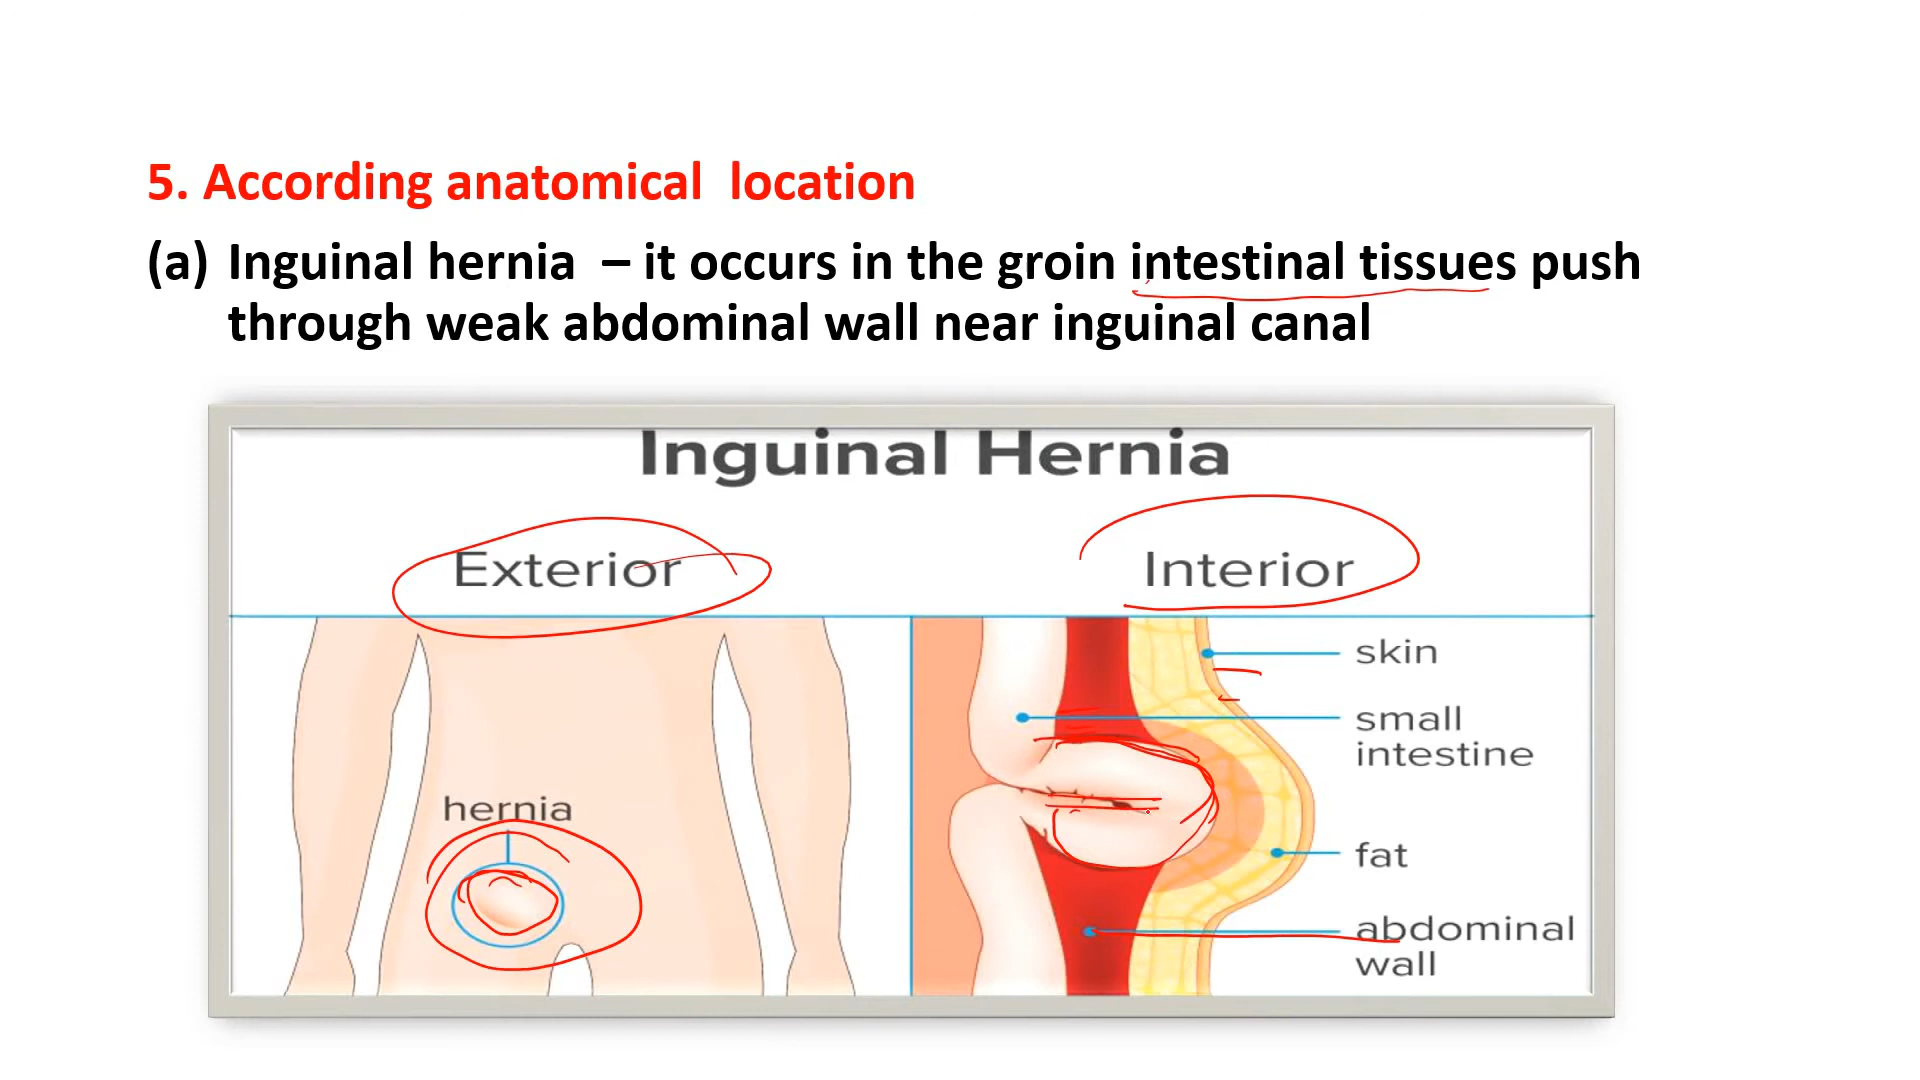 5. According anatomical  location
(a) Inguinal hernia  – it occurs in the groin intestinal tissues push
through weak abdominal wall near inguinal canal
Inguinal Hernia
Exterior
Interior
hernia
skin
small
intestine
fat
abdominal
wall